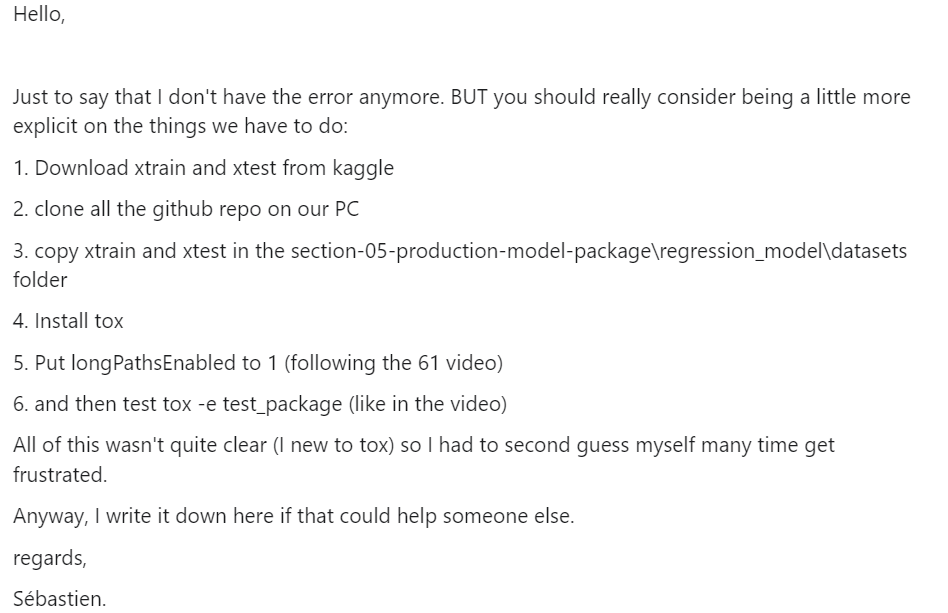 Hello,
Just to say that I don't have the error anymore. BUT you should really consider being a little more
explicit on the things we have to do:
1. Download xtrain and xtest from kaggle
2. clone all the github repo on our PC
3. copy xtrain and xtest in the section-05-production-model-package\regression_model\datasets
folder
4. Install tox
5. Put longPathsEnabled to 1 (following the 61 video)
6. and then test tox -e test_package (like in the video)
All of this wasn't quite clear (I new to tox) so I had to second guess myself many time get
frustrated.
Anyway, I write it down here if that could help someone else.
regards,
Sébastien.